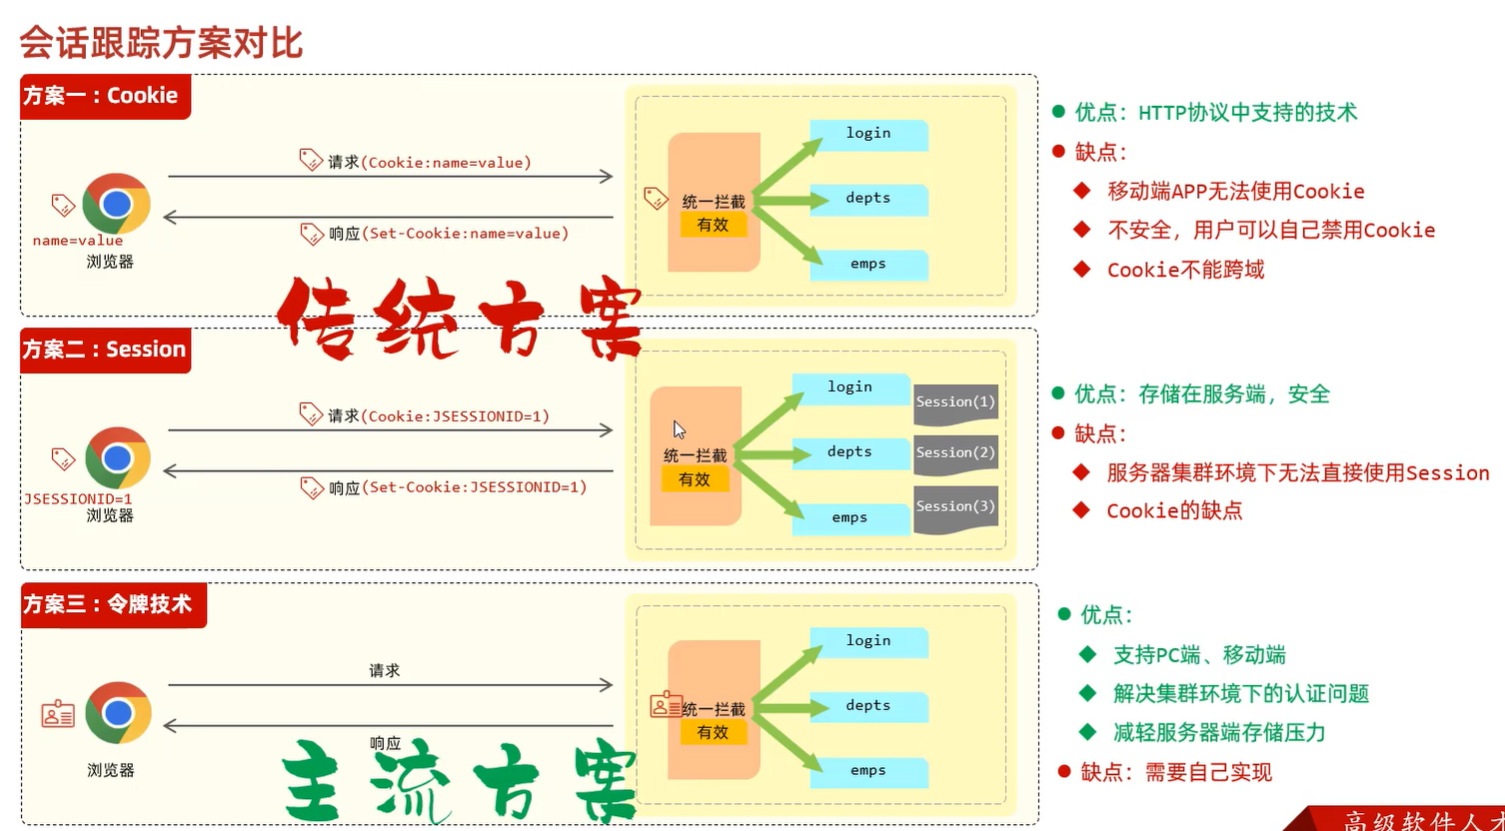 会话跟踪方案对比
方案一：Cookie
请求(Cookie:name=value)
响应(Set-Cookie:name=value)
name=value
浏览器
统一拦截
有效
login
depts
emps
优点：HTTP协议中支持的技术
缺点：
移动端APP无法使用Cookie
不安全，用户可以自己禁用Cookie
Cookie不能跨域
传统方案
方案二：Session
请求(Cookie:JSESSIONID=1)
响应(Set-Cookie:JSESSIONID=1)
JSESSIONID=1
浏览器
统一拦截
有效
login
depts
emps
Session(1)
Session(2)
Session(3)
优点：存储在服务端，安全
缺点：
服务器集群环境下无法直接使用Session
Cookie的缺点
方案三：令牌技术
请求
响应
浏览器
统一拦截
有效
login
depts
emps
优点：
支持PC端、移动端
解决集群环境下的认证问题
减轻服务器端存储压力
缺点：需要自己实现
主流方案
高级软件人才